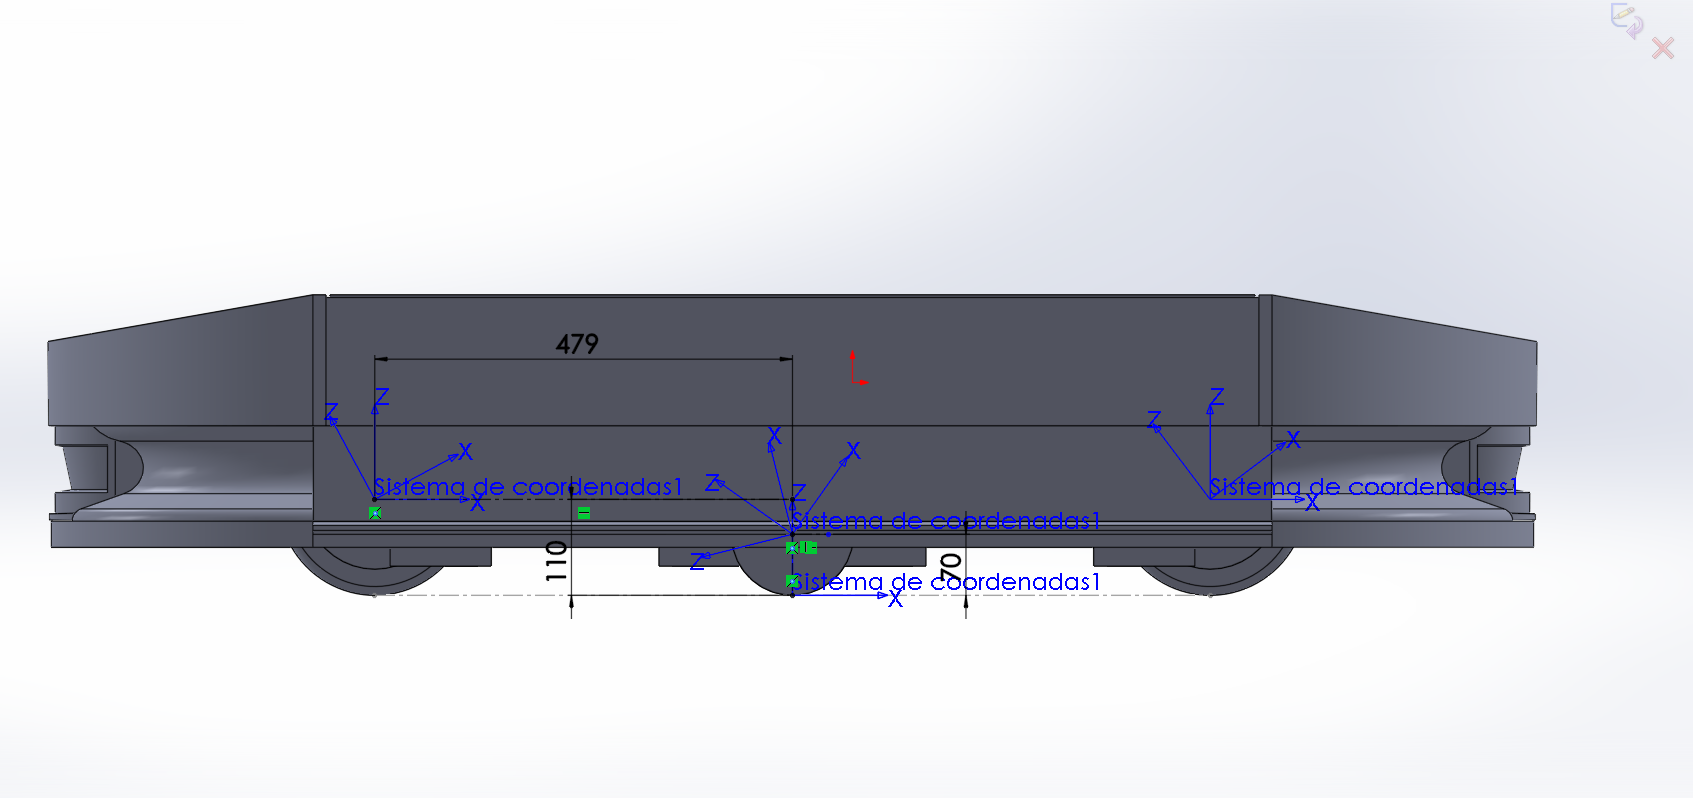 479
Z
Z
Z
Z
X
X
X
X
Z
Sistema de coordenadas1
Z
Sistema de coordenadas1
X
Z
X
Sistema de coordenadas1
110
Z
70
Sistema de coordenadas1
X